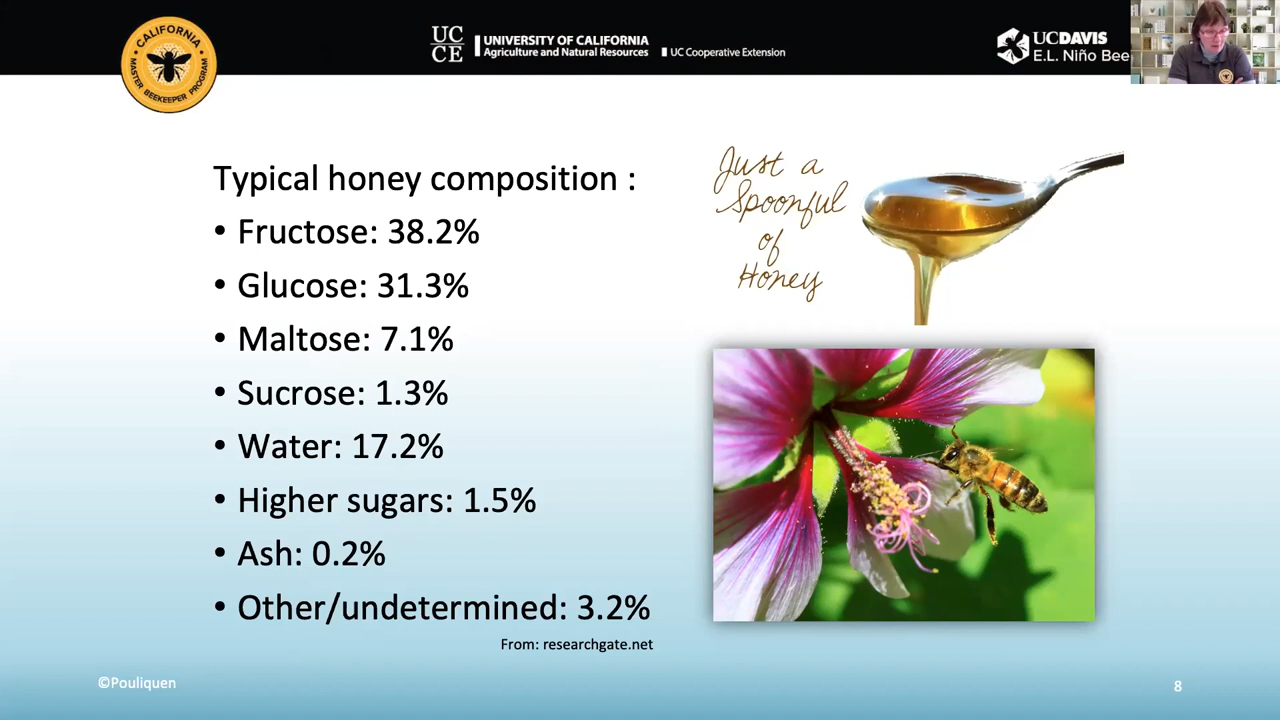 CALIFORNIA
MASTER BEEKEEPER PROGRAM
UC
CE
UNIVERSITY OF CALIFORNIA
Agriculture and Natural Resources
UC Cooperative Extension
UCDAVIS
E.L. Niño Bee
Typical honey composition :
• Fructose: 38.2%
• Glucose: 31.3%
• Maltose: 7.1%
• Sucrose: 1.3%
• Water: 17.2%
• Higher sugars: 1.5%
• Ash: 0.2%
• Other/undetermined: 3.2%
From: researchgate.net
Just a
Spoonful
of
Honey
©Pouliquen
8